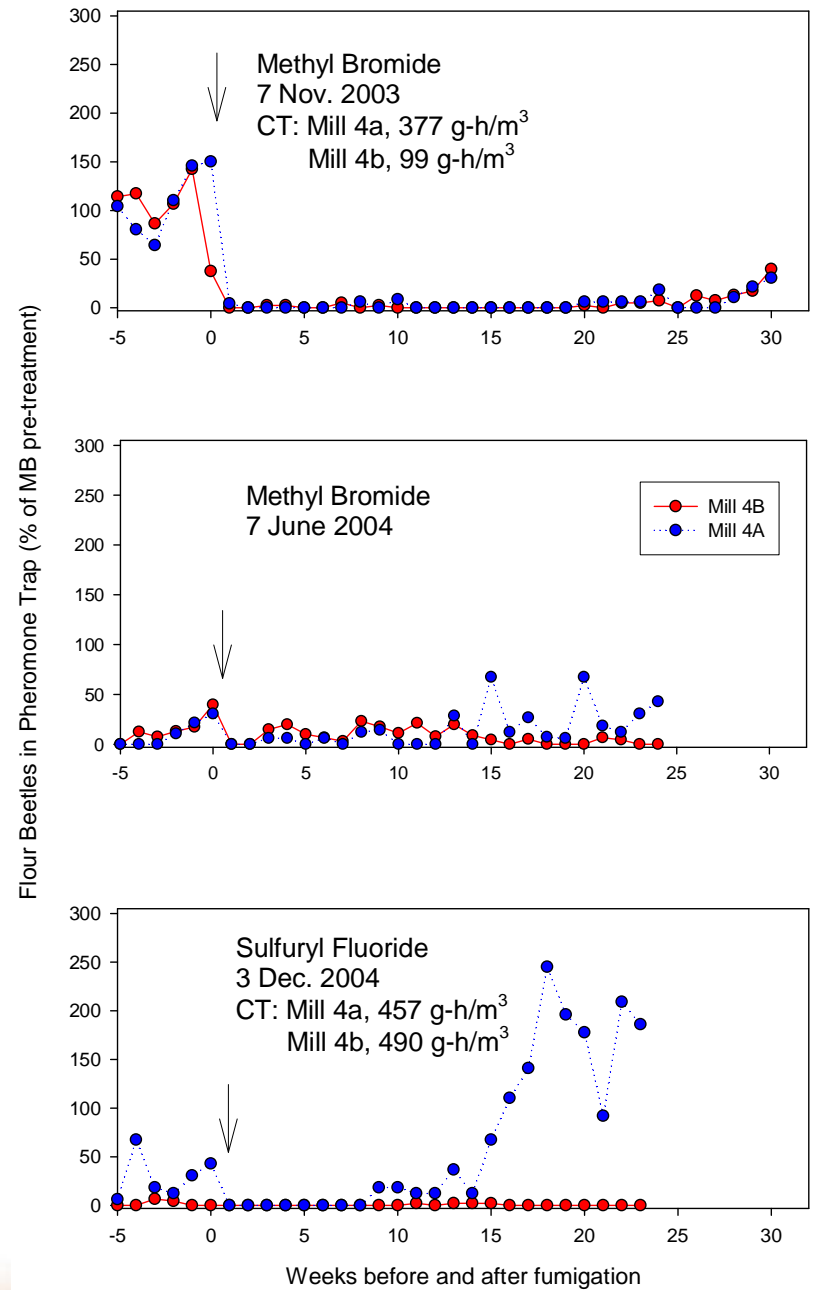 Flour Beetles in Pheromone Trap (% of MB pre-treatment)
300
250
200
150
100
50
0
Methyl Bromide
7 Nov. 2003
CT: Mill 4a, 377 g-h/m³
Mill 4b, 99 g-h/m³
-5 0 5 10 15 20 25 30
300
250
200
150
100
50
0
Methyl Bromide
7 June 2004
Mill 4B
Mill 4A
-5 0 5 10 15 20 25 30
300
250
200
150
100
50
0
Sulfuryl Fluoride
3 Dec. 2004
CT: Mill 4a, 457 g-h/m³
Mill 4b, 490 g-h/m³
-5 0 5 10 15 20 25 30
Weeks before and after fumigation